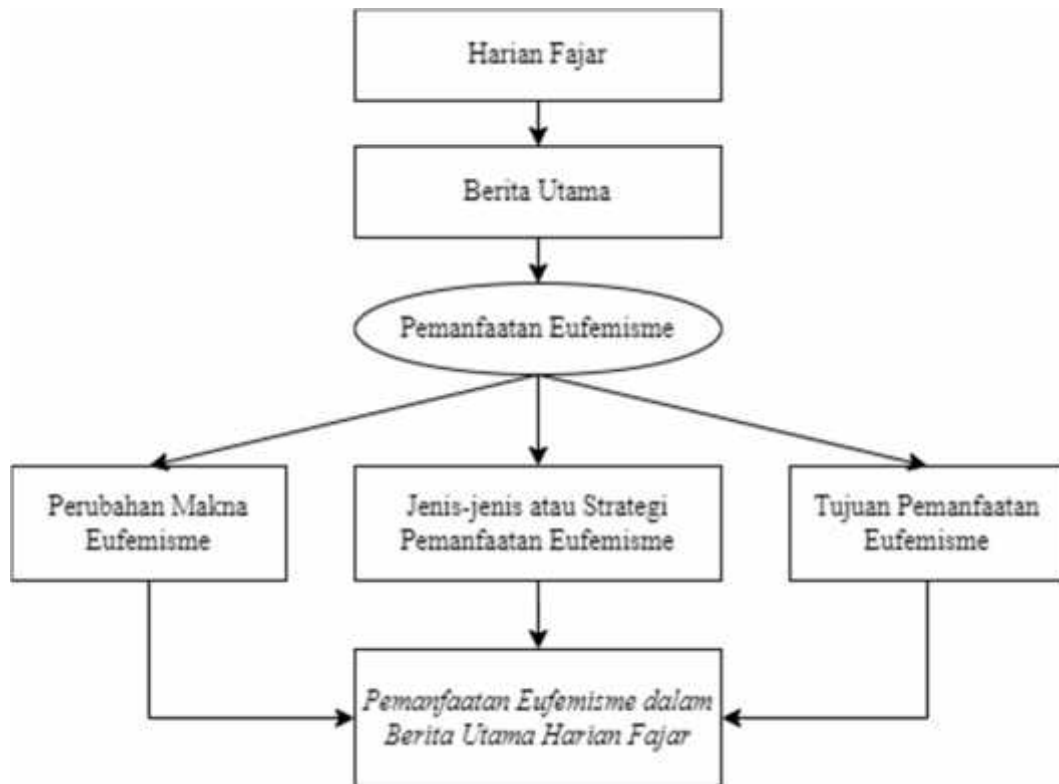 Harian Fajar
Berita Utama
Pemanfaatan Eufemisme
Perubahan Makna
Eufemisme
Jenis-jenis atau Strategi
Pemanfaatan Eufemisme
Tujuan Pemanfaatan
Eufemisme
Pemanfaatan Eufemisme dalam
Berita Utama Harian Fajar